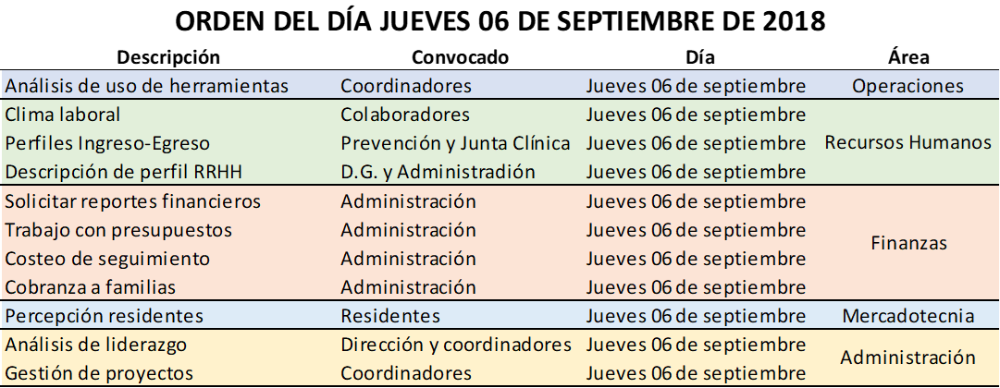 ORDEN DEL DÍA JUEVES 06 DE SEPTIEMBRE DE 2018
Descripción Convocado Día Área
Análisis de uso de herramientas Coordinadores Jueves 06 de septiembre Operaciones
Clima laboral Colaboradores Jueves 06 de septiembre
Perfiles Ingreso-Egreso Prevención y Junta Clínica Jueves 06 de septiembre Recursos Humanos
Descripción de perfil RRHH D.G. y Administradión Jueves 06 de septiembre
Solicitar reportes financieros Administración Jueves 06 de septiembre
Trabajo con presupuestos Administración Jueves 06 de septiembre
Finanzas
Costeo de seguimiento Administración Jueves 06 de septiembre
Cobranza a familias Administración Jueves 06 de septiembre
Percepción residentes Residentes Jueves 06 de septiembre Mercadotecnia
Análisis de liderazgo Dirección y coordinadores Jueves 06 de septiembre
Administración
Gestión de proyectos Coordinadores Jueves 06 de septiembre